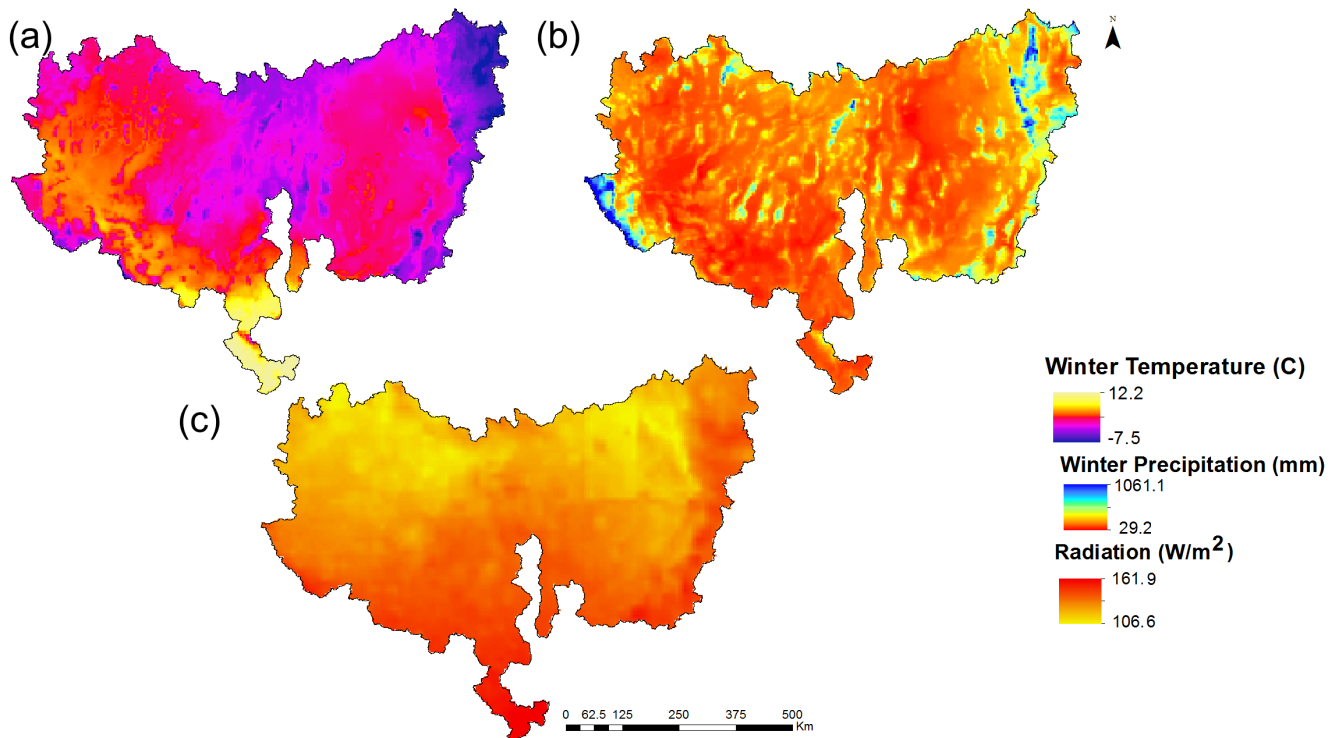 (a)
(b)
N
(c)
Winter Temperature (C)
12.2
-7.5
Winter Precipitation (mm)
1061.1
29.2
Radiation (W/m²)
161.9
106.6
0 62.5 125 250 375 500
Km